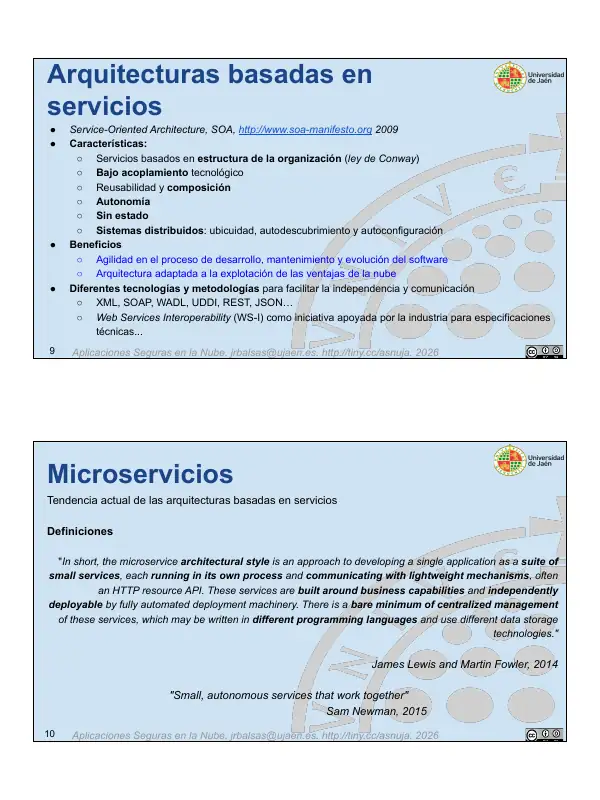 Arquitecturas basadas en
servicios
Universidad
de Jaén
● Service-Oriented Architecture, SOA, http://www.soa-manifesto.org 2009
● Características:
○ Servicios basados en estructura de la organización (ley de Conway)
○ Bajo acoplamiento tecnológico
○ Reusabilidad y composición
○ Autonomía
○ Sin estado
○ Sistemas distribuidos: ubicuidad, autodescubrimiento y autoconfiguración
● Beneficios
○ Agilidad en el proceso de desarrollo, mantenimiento y evolución del software
○ Arquitectura adaptada a la explotación de las ventajas de la nube
● Diferentes tecnologías y metodologías para facilitar la independencia y comunicación
○ XML, SOAP, WADL, UDDI, REST, JSON…
○ Web Services Interoperability (WS-I) como iniciativa apoyada por la industria para especificaciones
técnicas...
9 Aplicaciones Seguras en la Nube. jrbalsas@ujaen.es. http://tiny.cc/asnuja. 2026
Microservicios
Universidad
de Jaén
Tendencia actual de las arquitecturas basadas en servicios
Definiciones
"In short, the microservice architectural style is an approach to developing a single application as a suite of
small services, each running in its own process and communicating with lightweight mechanisms, often
an HTTP resource API. These services are built around business capabilities and independently
deployable by fully automated deployment machinery. There is a bare minimum of centralized management
of these services, which may be written in different programming languages and use different data storage
technologies."
James Lewis and Martin Fowler, 2014
"Small, autonomous services that work together"
Sam Newman, 2015
10 Aplicaciones Seguras en la Nube. jrbalsas@ujaen.es. http://tiny.cc/asnuja. 2026